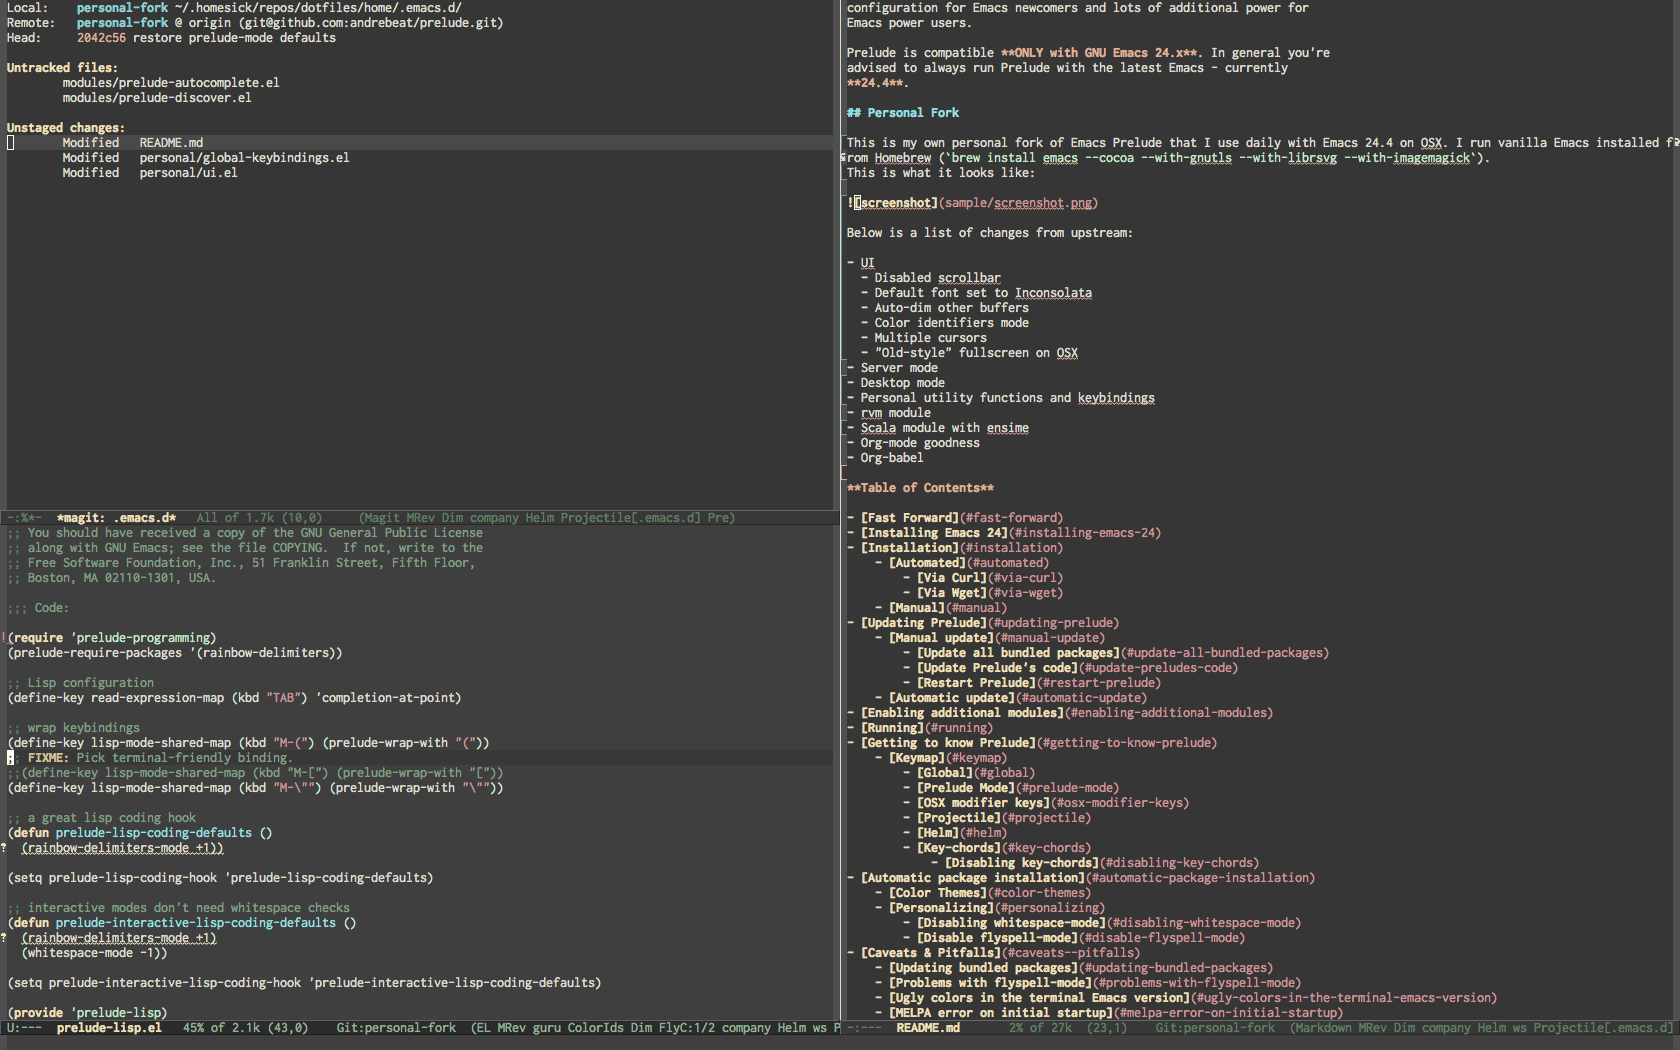 Local:    personal-fork ~/.homesick/repos/dotfiles/home/.emacs.d/
Remote:   personal-fork @ origin (git@github.com:andrebeat/prelude.git)
Head:     2042c56 restore prelude-mode defaults

Untracked files:
        modules/prelude-autocomplete.el
        modules/prelude-discover.el

Unstaged changes:
        Modified   README.md
        Modified   personal/global-keybindings.el
        Modified   personal/ui.el

-:%*-  *magit: .emacs.d*   All of 1.7k (10,0)     (Magit MRev Dim company Helm Projectile[.emacs.d] Pre)
;; You should have received a copy of the GNU General Public License
;; along with GNU Emacs; see the file COPYING.  If not, write to the
;; Free Software Foundation, Inc., 51 Franklin Street, Fifth Floor,
;; Boston, MA 02110-1301, USA.

;;; Code:

!(require 'prelude-programming)
(prelude-require-packages '(rainbow-delimiters))

;; Lisp configuration
(define-key read-expression-map (kbd "TAB") 'completion-at-point)

;; wrap keybindings
(define-key lisp-mode-shared-map (kbd "M-(") (prelude-wrap-with "("))
;; FIXME: Pick terminal-friendly binding.
;;(define-key lisp-mode-shared-map (kbd "M-[") (prelude-wrap-with "["))
(define-key lisp-mode-shared-map (kbd "M-\"") (prelude-wrap-with "\""))

;; a great lisp coding hook
(defun prelude-lisp-coding-defaults ()
?  (rainbow-delimiters-mode +1))

(setq prelude-lisp-coding-hook 'prelude-lisp-coding-defaults)

;; interactive modes don't need whitespace checks
(defun prelude-interactive-lisp-coding-defaults ()
?  (rainbow-delimiters-mode +1)
  (whitespace-mode -1))

(setq prelude-interactive-lisp-coding-hook 'prelude-interactive-lisp-coding-defaults)

(provide 'prelude-lisp)
U:---  prelude-lisp.el   45% of 2.1k (43,0)    Git:personal-fork  (EL MRev guru ColorIds Dim FlyC:1/2 company Helm ws P
configuration for Emacs newcomers and lots of additional power for
Emacs power users.

Prelude is compatible **ONLY with GNU Emacs 24.x**. In general you're
advised to always run Prelude with the latest Emacs - currently
**24.4**.

## Personal Fork

This is my own personal fork of Emacs Prelude that I use daily with Emacs 24.4 on OSX. I run vanilla Emacs installed f
rom Homebrew (`brew install emacs --cocoa --with-gnutls --with-librsvg --with-imagemagick`).
This is what it looks like:

![screenshot](sample/screenshot.png)

Below is a list of changes from upstream:

- UI
  - Disabled scrollbar
  - Default font set to Inconsolata
  - Auto-dim other buffers
  - Color identifiers mode
  - Multiple cursors
  - "Old-style" fullscreen on OSX
- Server mode
- Desktop mode
- Personal utility functions and keybindings
- rvm module
- Scala module with ensime
- Org-mode goodness
- Org-babel

**Table of Contents**

- [Fast Forward](#fast-forward)
- [Installing Emacs 24](#installing-emacs-24)
- [Installation](#installation)
    - [Automated](#automated)
        - [Via Curl](#via-curl)
        - [Via Wget](#via-wget)
    - [Manual](#manual)
- [Updating Prelude](#updating-prelude)
    - [Manual update](#manual-update)
        - [Update all bundled packages](#update-all-bundled-packages)
        - [Update Prelude's code](#update-preludes-code)
        - [Restart Prelude](#restart-prelude)
    - [Automatic update](#automatic-update)
- [Enabling additional modules](#enabling-additional-modules)
- [Running](#running)
- [Getting to know Prelude](#getting-to-know-prelude)
    - [Keymap](#keymap)
        - [Global](#global)
        - [Prelude Mode](#prelude-mode)
        - [OSX modifier keys](#osx-modifier-keys)
        - [Projectile](#projectile)
        - [Helm](#helm)
        - [Key-chords](#key-chords)
            - [Disabling key-chords](#disabling-key-chords)
- [Automatic package installation](#automatic-package-installation)
    - [Color Themes](#color-themes)
    - [Personalizing](#personalizing)
        - [Disabling whitespace-mode](#disabling-whitespace-mode)
        - [Disable flyspell-mode](#disable-flyspell-mode)
- [Caveats & Pitfalls](#caveats--pitfalls)
    - [Updating bundled packages](#updating-bundled-packages)
    - [Problems with flyspell-mode](#problems-with-flyspell-mode)
    - [Ugly colors in the terminal Emacs version](#ugly-colors-in-the-terminal-emacs-version)
    - [MELPA error on initial startup](#melpa-error-on-initial-startup)
-:---  README.md       2% of 27k  (23,1)    Git:personal-fork  (Markdown MRev Dim company Helm ws Projectile[.emacs.d]